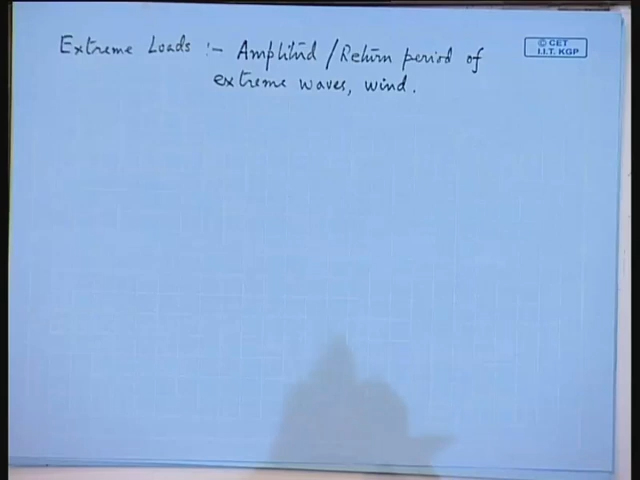 Extreme Loads :- Amplitud / Return period of
extreme waves, wind.
© CET
I.I.T. KGP